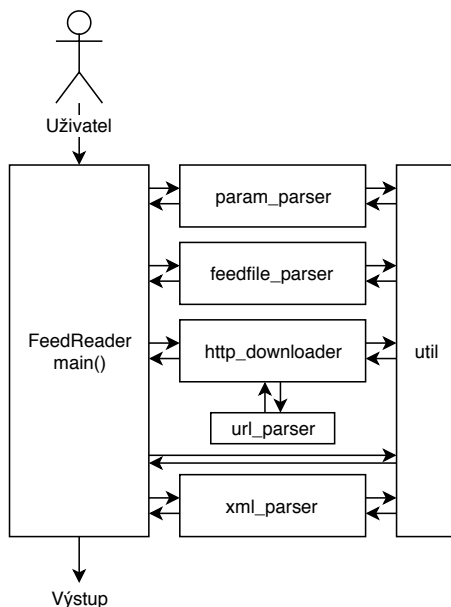 Uživatel
param_parser
feedfile_parser
FeedReader
main()
http_downloader
util
url_parser
xml_parser
Výstup